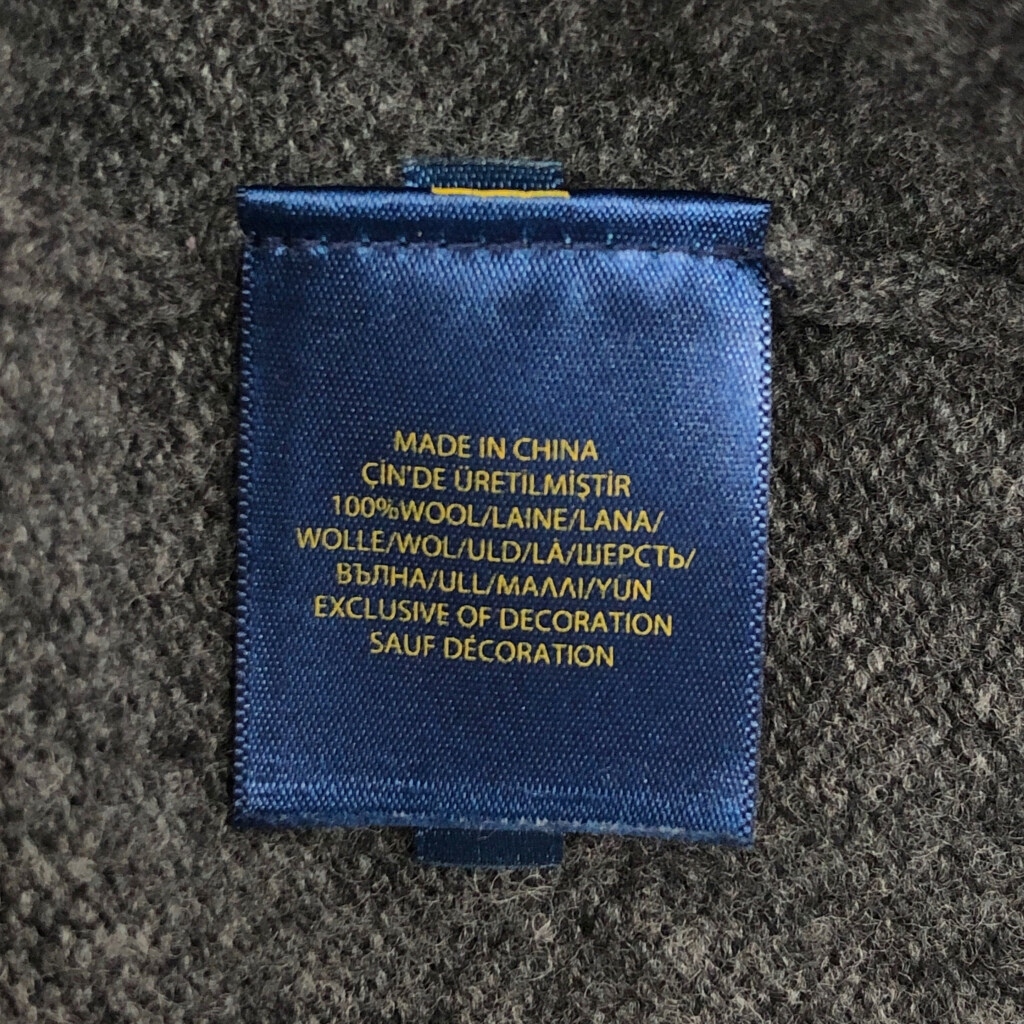 MADE IN CHINA
ÇİN'DE ÜRETİLMİŞTİR
100%WOOL/LAINE/LANA/
WOLLE/WOL/ULD/LÃ/ШЕРСТЬ/
ВЪЛНА/ULL/ΜΑΛΛΙ/YÜN
EXCLUSIVE OF DECORATION
SAUF DÉCORATION